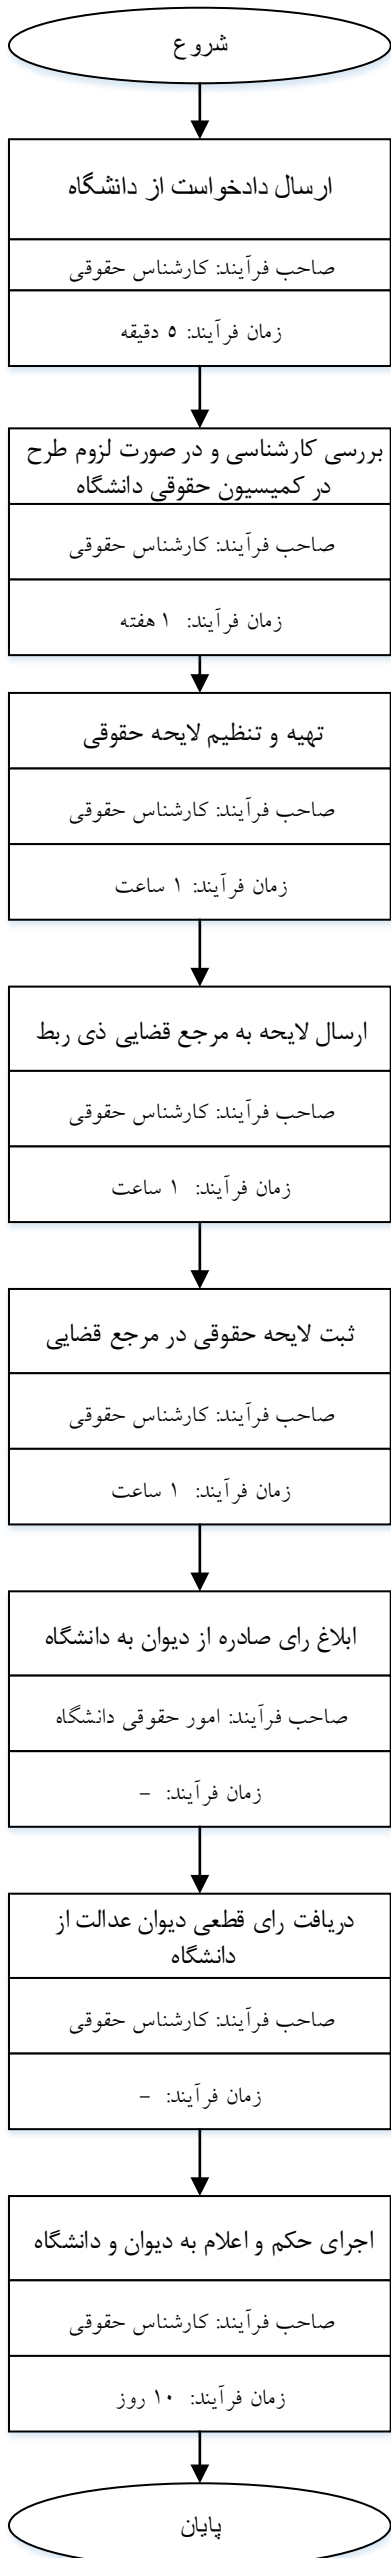 شروع
ارسال دادخواست از دانشگاه
صاحب فرآیند: کارشناس حقوقی
زمان فرآیند: ۵ دقیقه
بررسی کارشناسی و در صورت لزوم طرح
در کمیسیون حقوقی دانشگاه
صاحب فرآیند: کارشناس حقوقی
زمان فرآیند: ۱ هفته
تهیه و تنظیم لایحه حقوقی
صاحب فرآیند: کارشناس حقوقی
زمان فرآیند: ۱ ساعت
ارسال لایحه به مرجع قضایی ذی ربط
صاحب فرآیند: کارشناس حقوقی
زمان فرآیند: ۱ ساعت
ثبت لایحه حقوقی در مرجع قضایی
صاحب فرآیند: کارشناس حقوقی
زمان فرآیند: ۱ ساعت
ابلاغ رای صادره از دیوان به دانشگاه
صاحب فرآیند: امور حقوقی دانشگاه
زمان فرآیند: -
دریافت رای قطعی دیوان عدالت از
دانشگاه
صاحب فرآیند: کارشناس حقوقی
زمان فرآیند: -
اجرای حکم و اعلام به دیوان و دانشگاه
صاحب فرآیند: کارشناس حقوقی
زمان فرآیند: ۱۰ روز
پایان